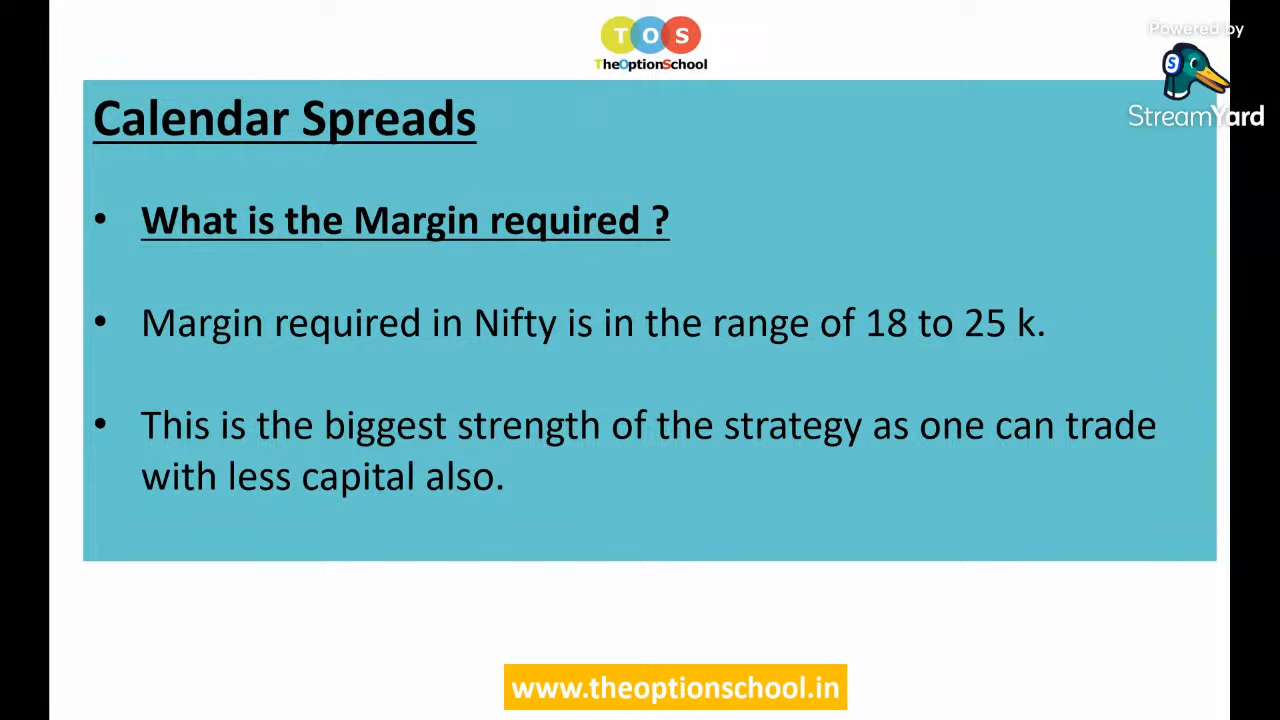 T O S
TheOptionSchool
Powered by
S
StreamYard
Calendar Spreads
• What is the Margin required ?
• Margin required in Nifty is in the range of 18 to 25 k.
• This is the biggest strength of the strategy as one can trade
with less capital also.
www.theoptionschool.in